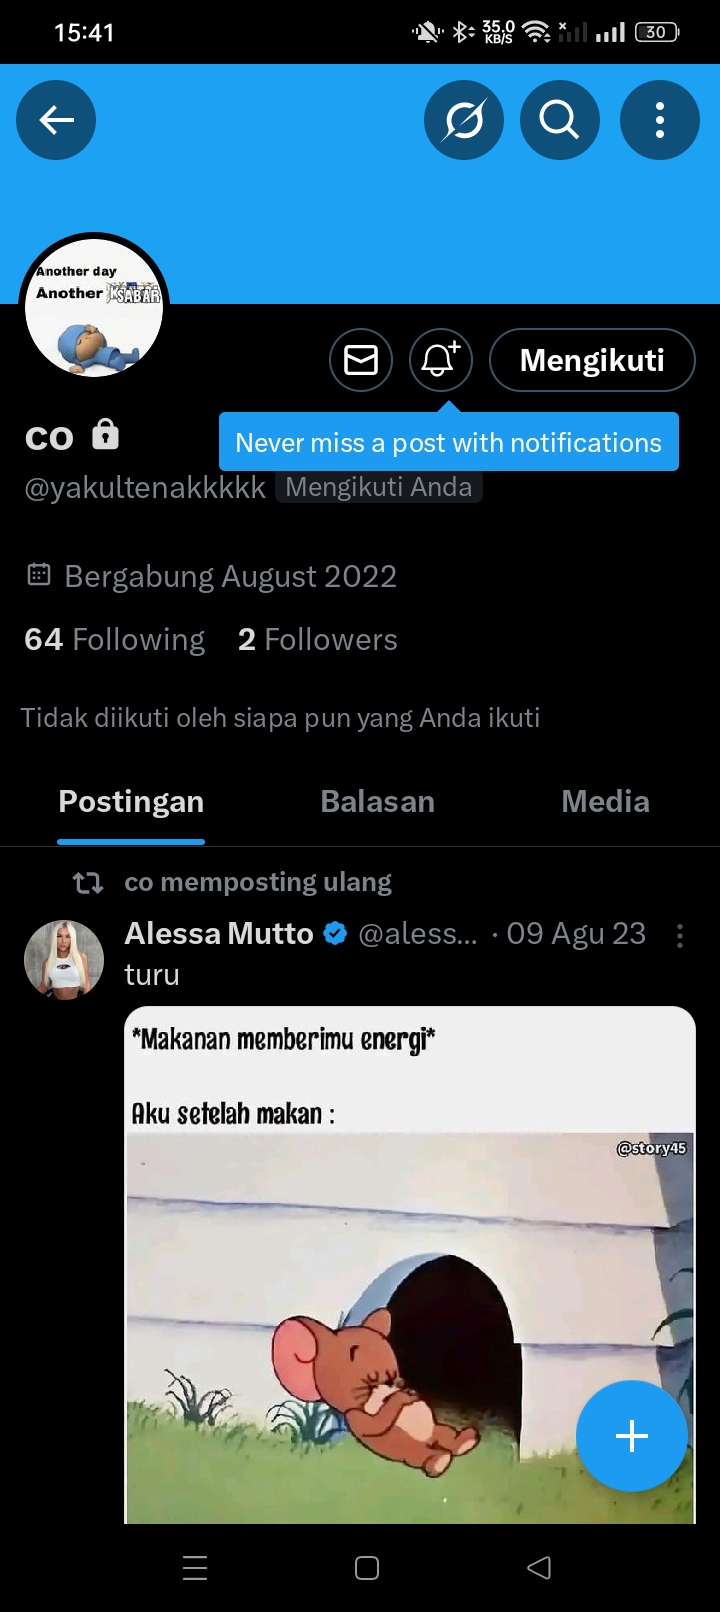 15:41
35.0
KB/S
30
Another day
Another KSABAR
Mengikuti
co
Never miss a post with notifications
@yakultenakkkkk Mengikuti Anda
Bergabung August 2022
64 Following 2 Followers
Tidak diikuti oleh siapa pun yang Anda ikuti
Postingan Balasan Media
co memposting ulang
Alessa Mutto @aless... · 09 Agu 23
turu
*Makanan memberimu energi*
Aku setelah makan :
@story45